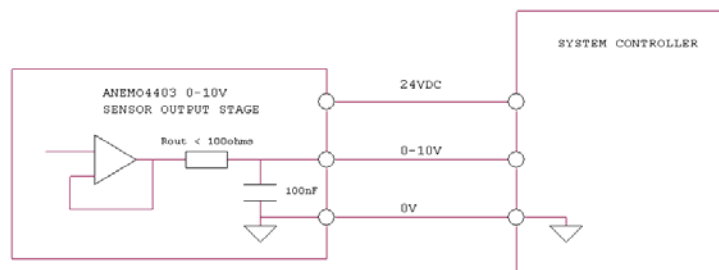 SYSTEM CONTROLLER
ANEMO4403 0-10V
SENSOR OUTPUT STAGE
24VDC
Rout < 100ohms
0-10V
100nF
0V